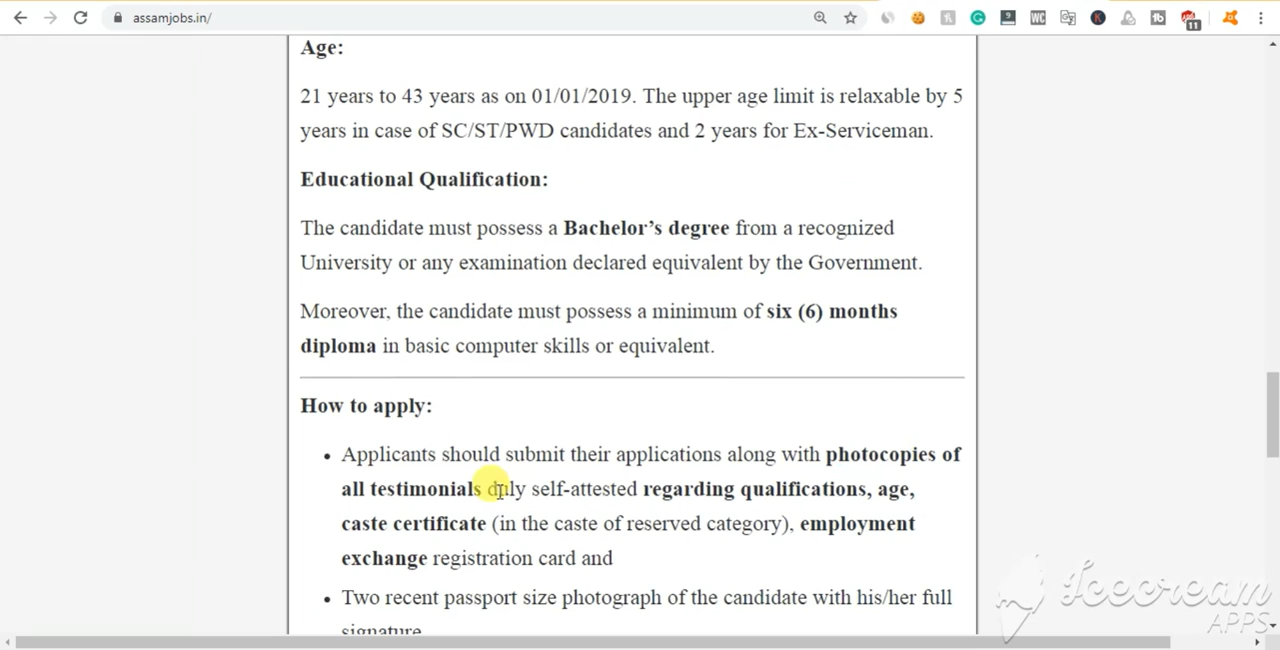 assamjobs.in/
9
WC
K
tb
11
Age:
21 years to 43 years as on 01/01/2019. The upper age limit is relaxable by 5
years in case of SC/ST/PWD candidates and 2 years for Ex-Serviceman.
Educational Qualification:
The candidate must possess a Bachelor’s degree from a recognized
University or any examination declared equivalent by the Government.
Moreover, the candidate must possess a minimum of six (6) months
diploma in basic computer skills or equivalent.
How to apply:
• Applicants should submit their applications along with photocopies of
all testimonials duly self-attested regarding qualifications, age,
caste certificate (in the caste of reserved category), employment
exchange registration card and
• Two recent passport size photograph of the candidate with his/her full
signature
Icecream
APPS